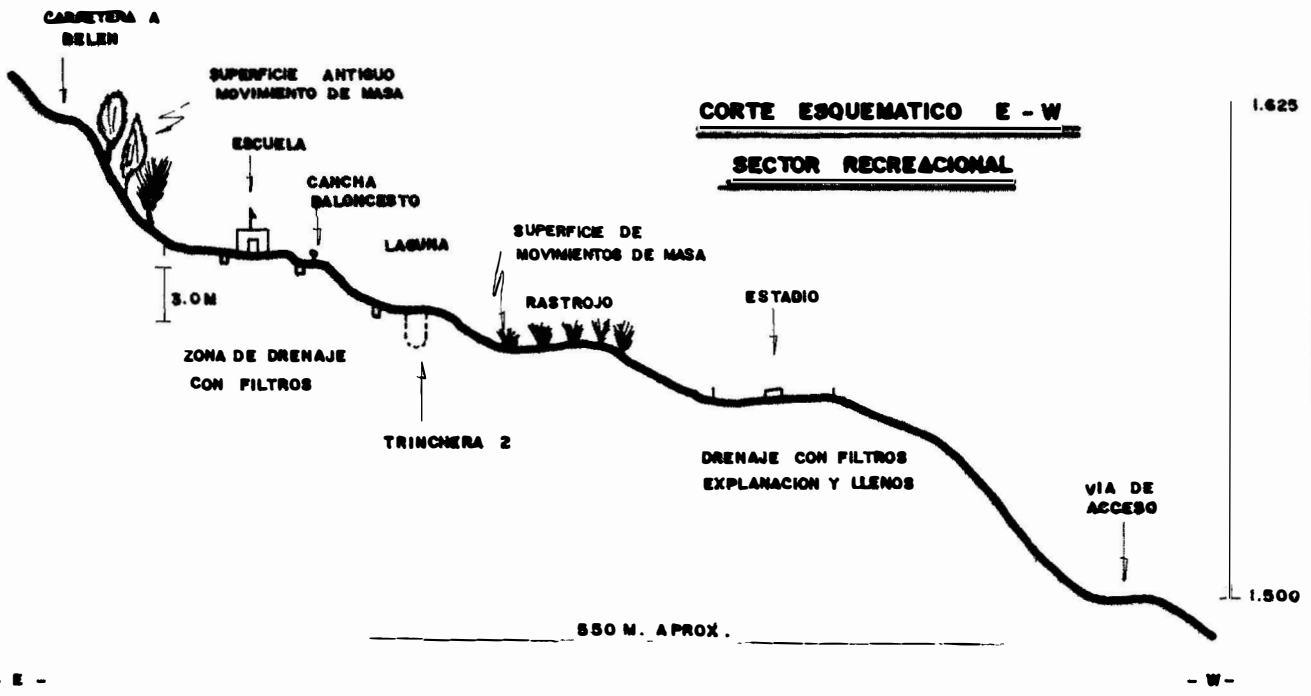 CARRETERA A
BELEN
SUPERFICIE ANTIGUO
MOVIMIENTO DE MASA
CORTE ESQUEMATICO E - W
SECTOR RECREACIONAL
1.625
ESCUELA
CANCHA
BALONCESTO
LAGUNA
SUPERFICIE DE
MOVIMIENTOS DE MASA
3.0 M
RASTROJO
ESTADIO
ZONA DE DRENAJE
CON FILTROS
TRINCHERA 2
DRENAJE CON FILTROS
EXPLANACION Y LLENOS
VIA DE
ACCESO
1.500
550 M. APROX.
- E -
- W -